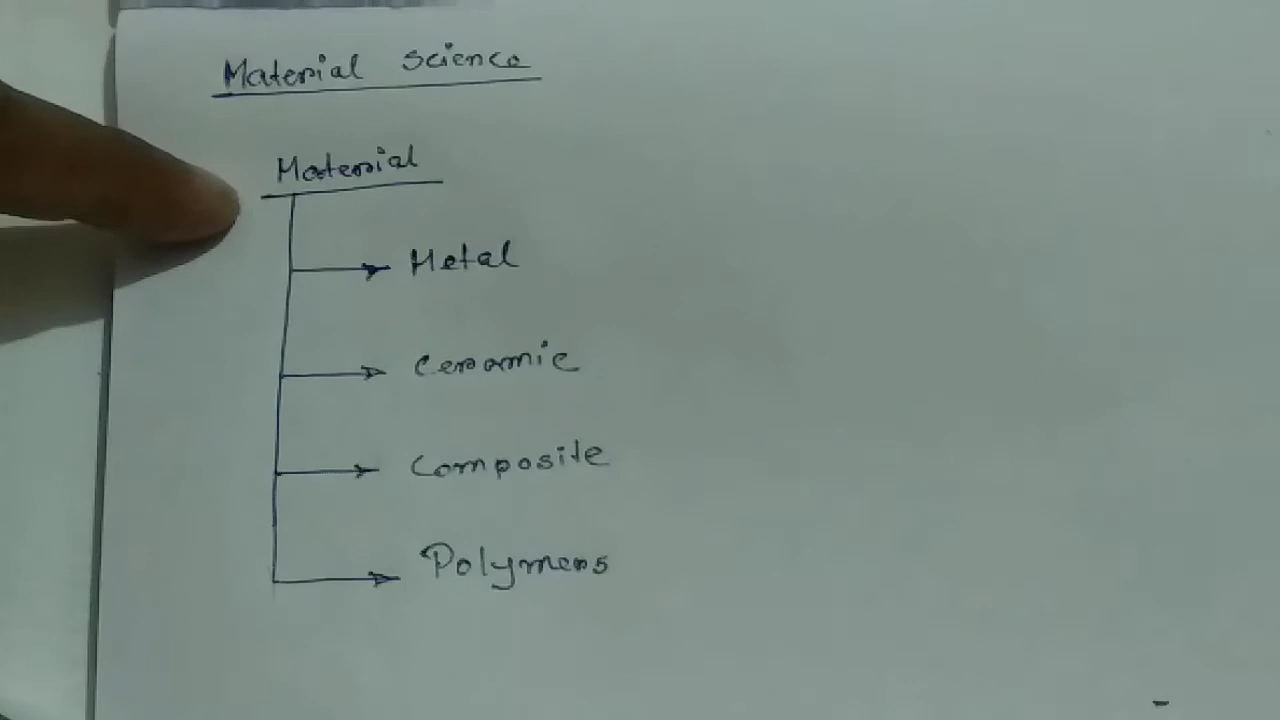 Material Science
Material
Metal
Ceramic
Composite
Polymers